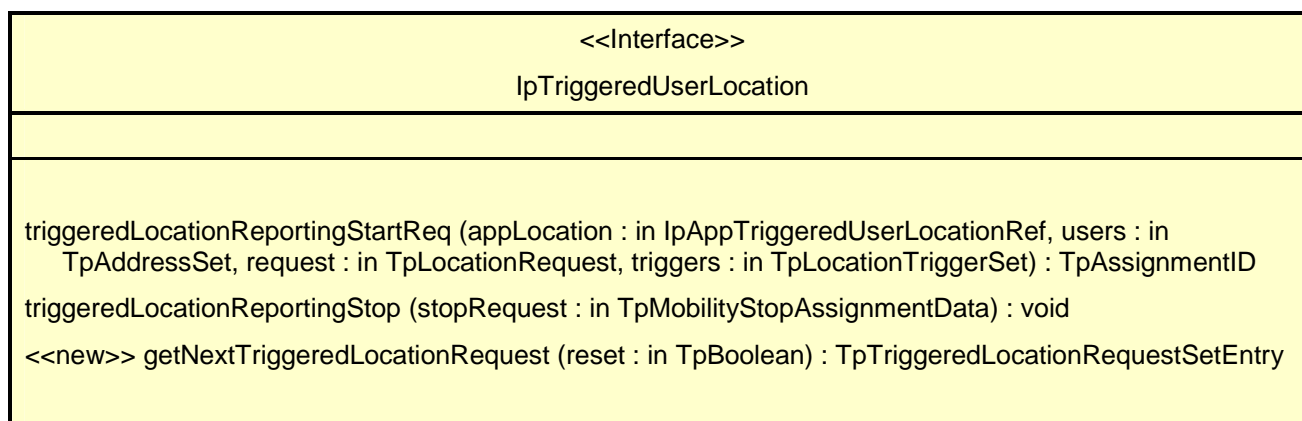 <<Interface>>
IpTriggeredUserLocation
triggeredLocationReportingStartReq (appLocation : in IpAppTriggeredUserLocationRef, users : in
TpAddressSet, request : in TpLocationRequest, triggers : in TpLocationTriggerSet) : TpAssignmentID
triggeredLocationReportingStop (stopRequest : in TpMobilityStopAssignmentData) : void
<<new>> getNextTriggeredLocationRequest (reset : in TpBoolean) : TpTriggeredLocationRequestSetEntry